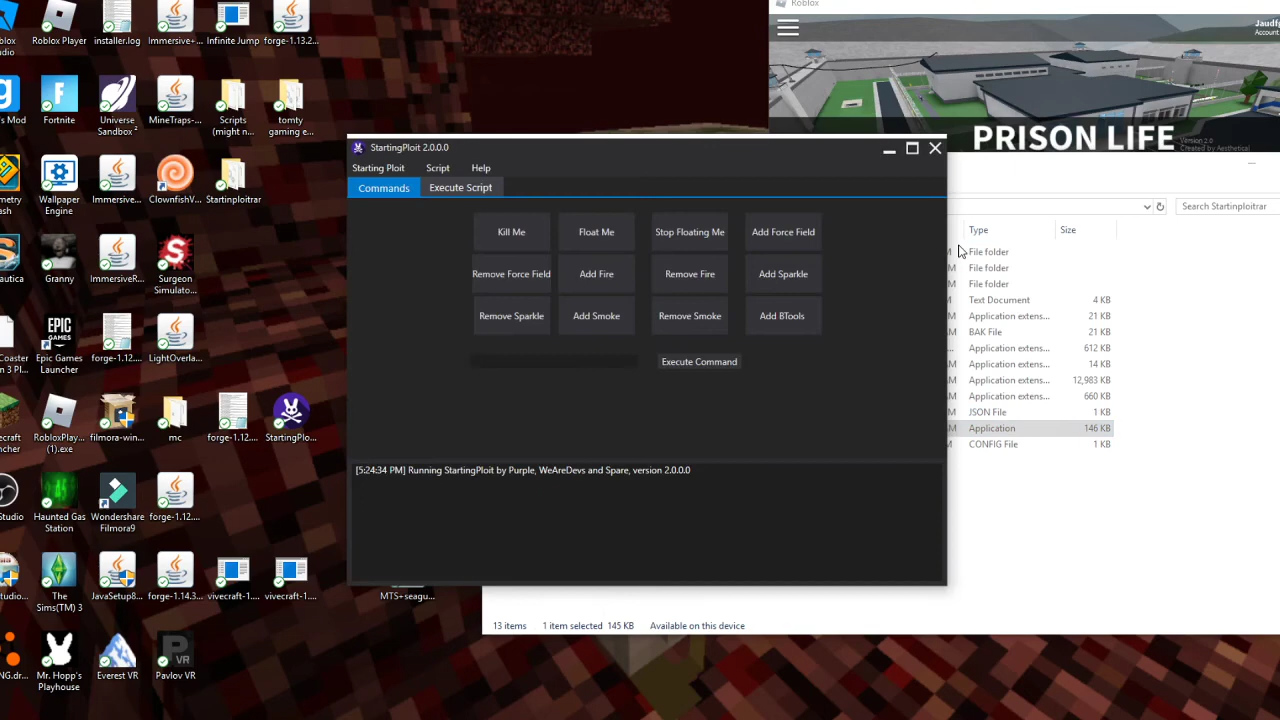 Roblox Player
installer.log
Immersive+...
Infinite Jump
forge-1.13.2...
Fortnite
Universe
Sandbox ²
MineTraps-...
Scripts
(might n...
tomty
gaming e...
Wallpaper
Engine
Immersive...
ClownfishV...
Startinploitrar
Granny
ImmersiveR...
Surgeon
Simulato...
EPIC
GAMES
Epic Games
Launcher
forge-1.12...
LightOverla...
RobloxPlay...
(1).exe
filmora-win...
mc
forge-1.12...
StartingPlo...
Haunted Gas
Station
Wondershare
Filmora9
forge-1.12...
The
Sims(TM) 3
JavaSetup8...
forge-1.14.3...
vivecraft-1....
vivecraft-1....
MTS+seagu...
Mr. Hopp's
Playhouse
Everest VR
Pavlov VR
Roblox
Jaudfg
Account
PRISON LIFE
Version 2.0
Created by Aesthetical
StartingPloit 2.0.0.0
Starting Ploit Script Help
Commands Execute Script
Kill Me Float Me Stop Floating Me Add Force Field
Remove Force Field Add Fire Remove Fire Add Sparkle
Remove Sparkle Add Smoke Remove Smoke Add BTools
Execute Command
[5:24:34 PM] Running StartingPloit by Purple, WeAreDevs and Spare, version 2.0.0.0
Search Startinploitrar
Type Size
File folder
File folder
File folder
Text Document 4 KB
Application extens... 21 KB
BAK File 21 KB
Application extens... 612 KB
Application extens... 14 KB
Application extens... 12,983 KB
Application extens... 660 KB
JSON File 1 KB
Application 146 KB
CONFIG File 1 KB
13 items 1 item selected 145 KB Available on this device